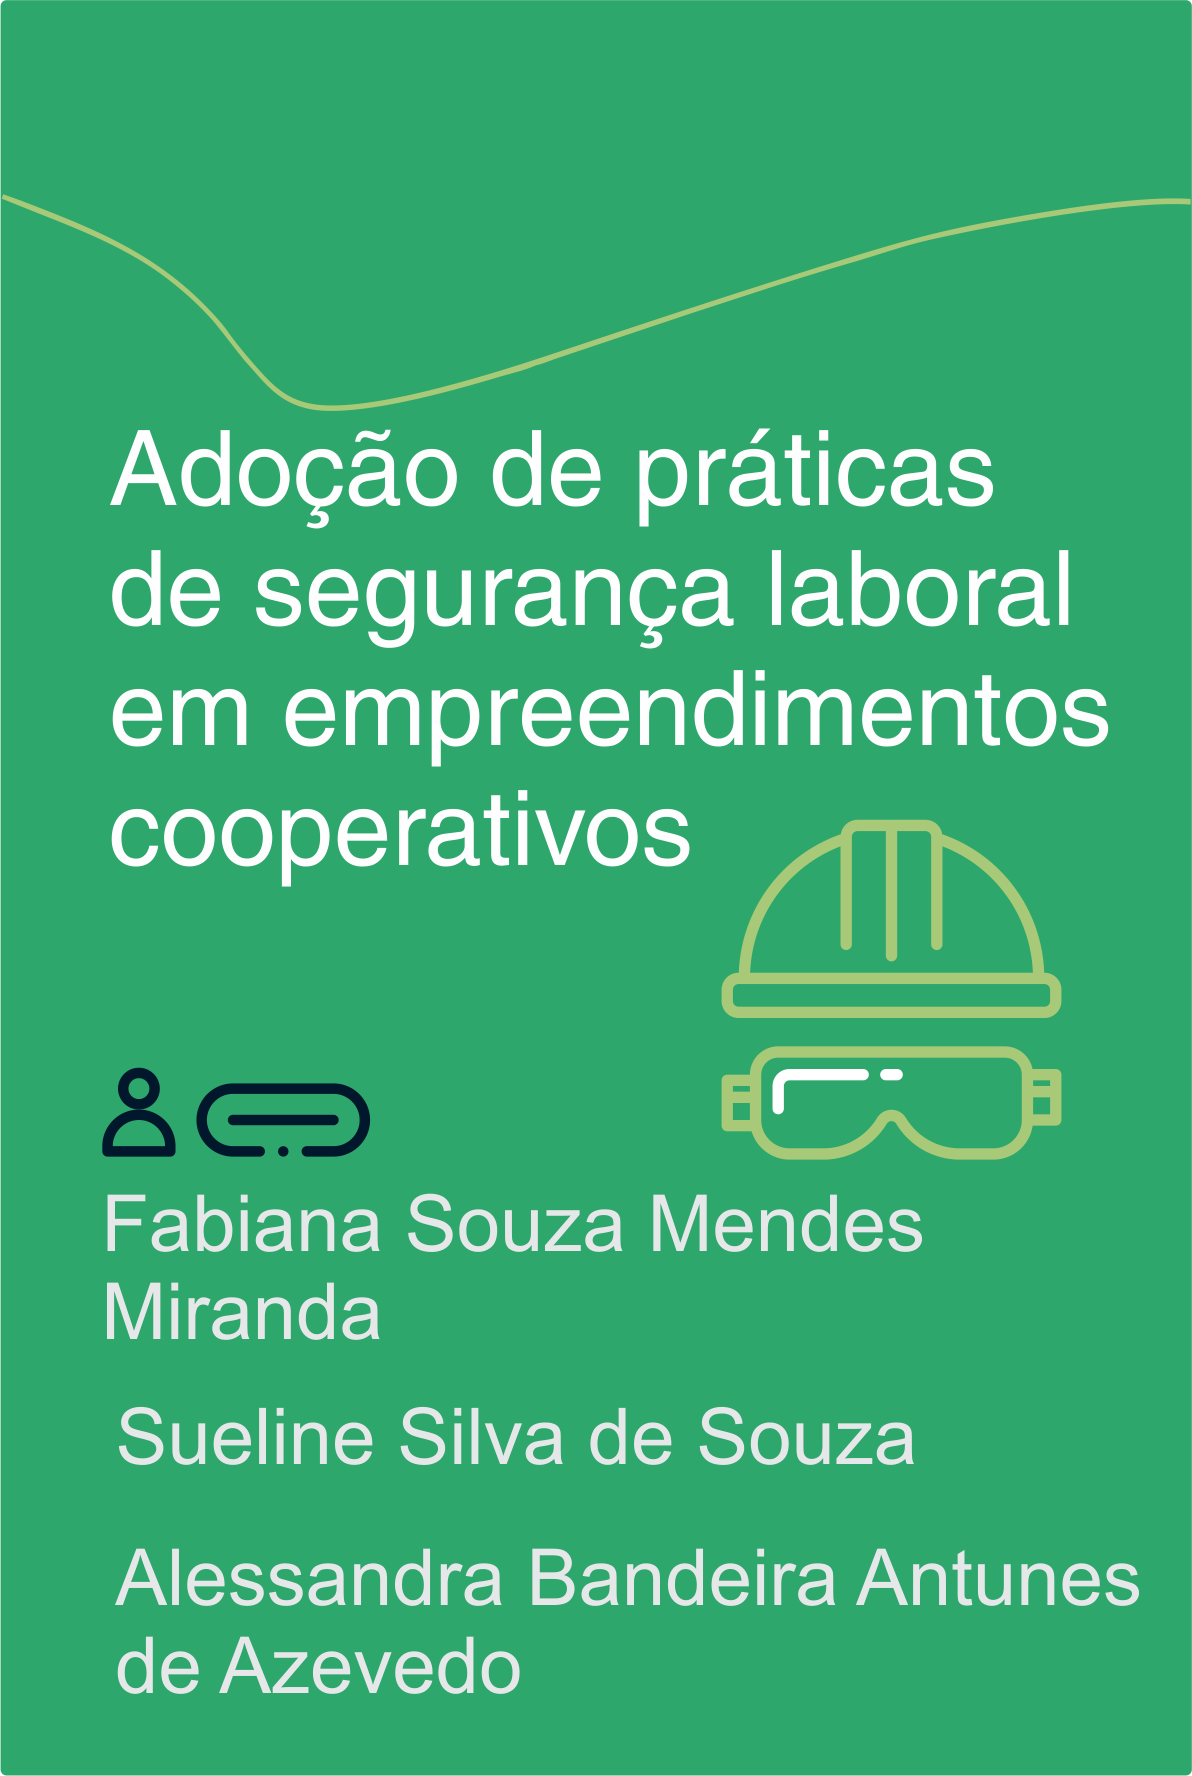 Adoção de práticas
de segurança laboral
em empreendimentos
cooperativos
Fabiana Souza Mendes
Miranda
Sueline Silva de Souza
Alessandra Bandeira Antunes
de Azevedo